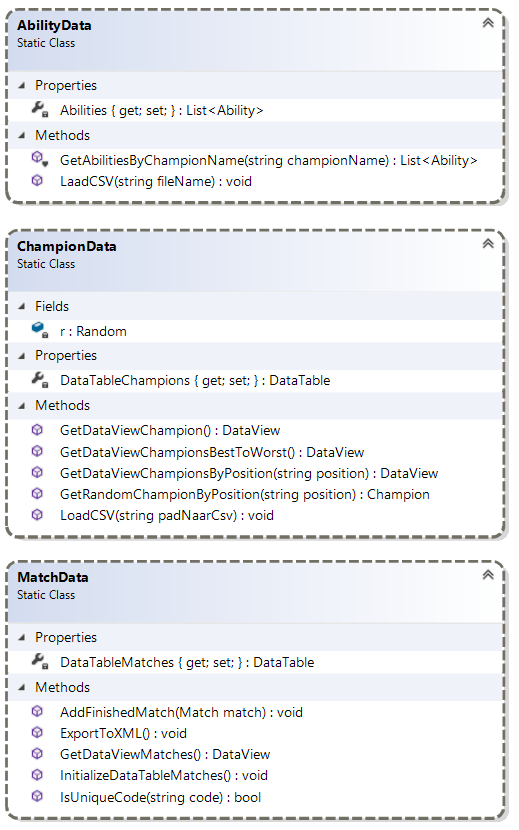 AbilityData
Static Class
Properties
Abilities { get; set; } : List<Ability>
Methods
GetAbilitiesByChampionName(string championName) : List<Ability>
LaadCSV(string fileName) : void
ChampionData
Static Class
Fields
r : Random
Properties
DataTableChampions { get; set; } : DataTable
Methods
GetDataViewChampion() : DataView
GetDataViewChampionsBestToWorst() : DataView
GetDataViewChampionsByPosition(string position) : DataView
GetRandomChampionByPosition(string position) : Champion
LoadCSV(string padNaarCsv) : void
MatchData
Static Class
Properties
DataTableMatches { get; set; } : DataTable
Methods
AddFinishedMatch(Match match) : void
ExportToXML() : void
GetDataViewMatches() : DataView
InitializeDataTableMatches() : void
IsUniqueCode(string code) : bool